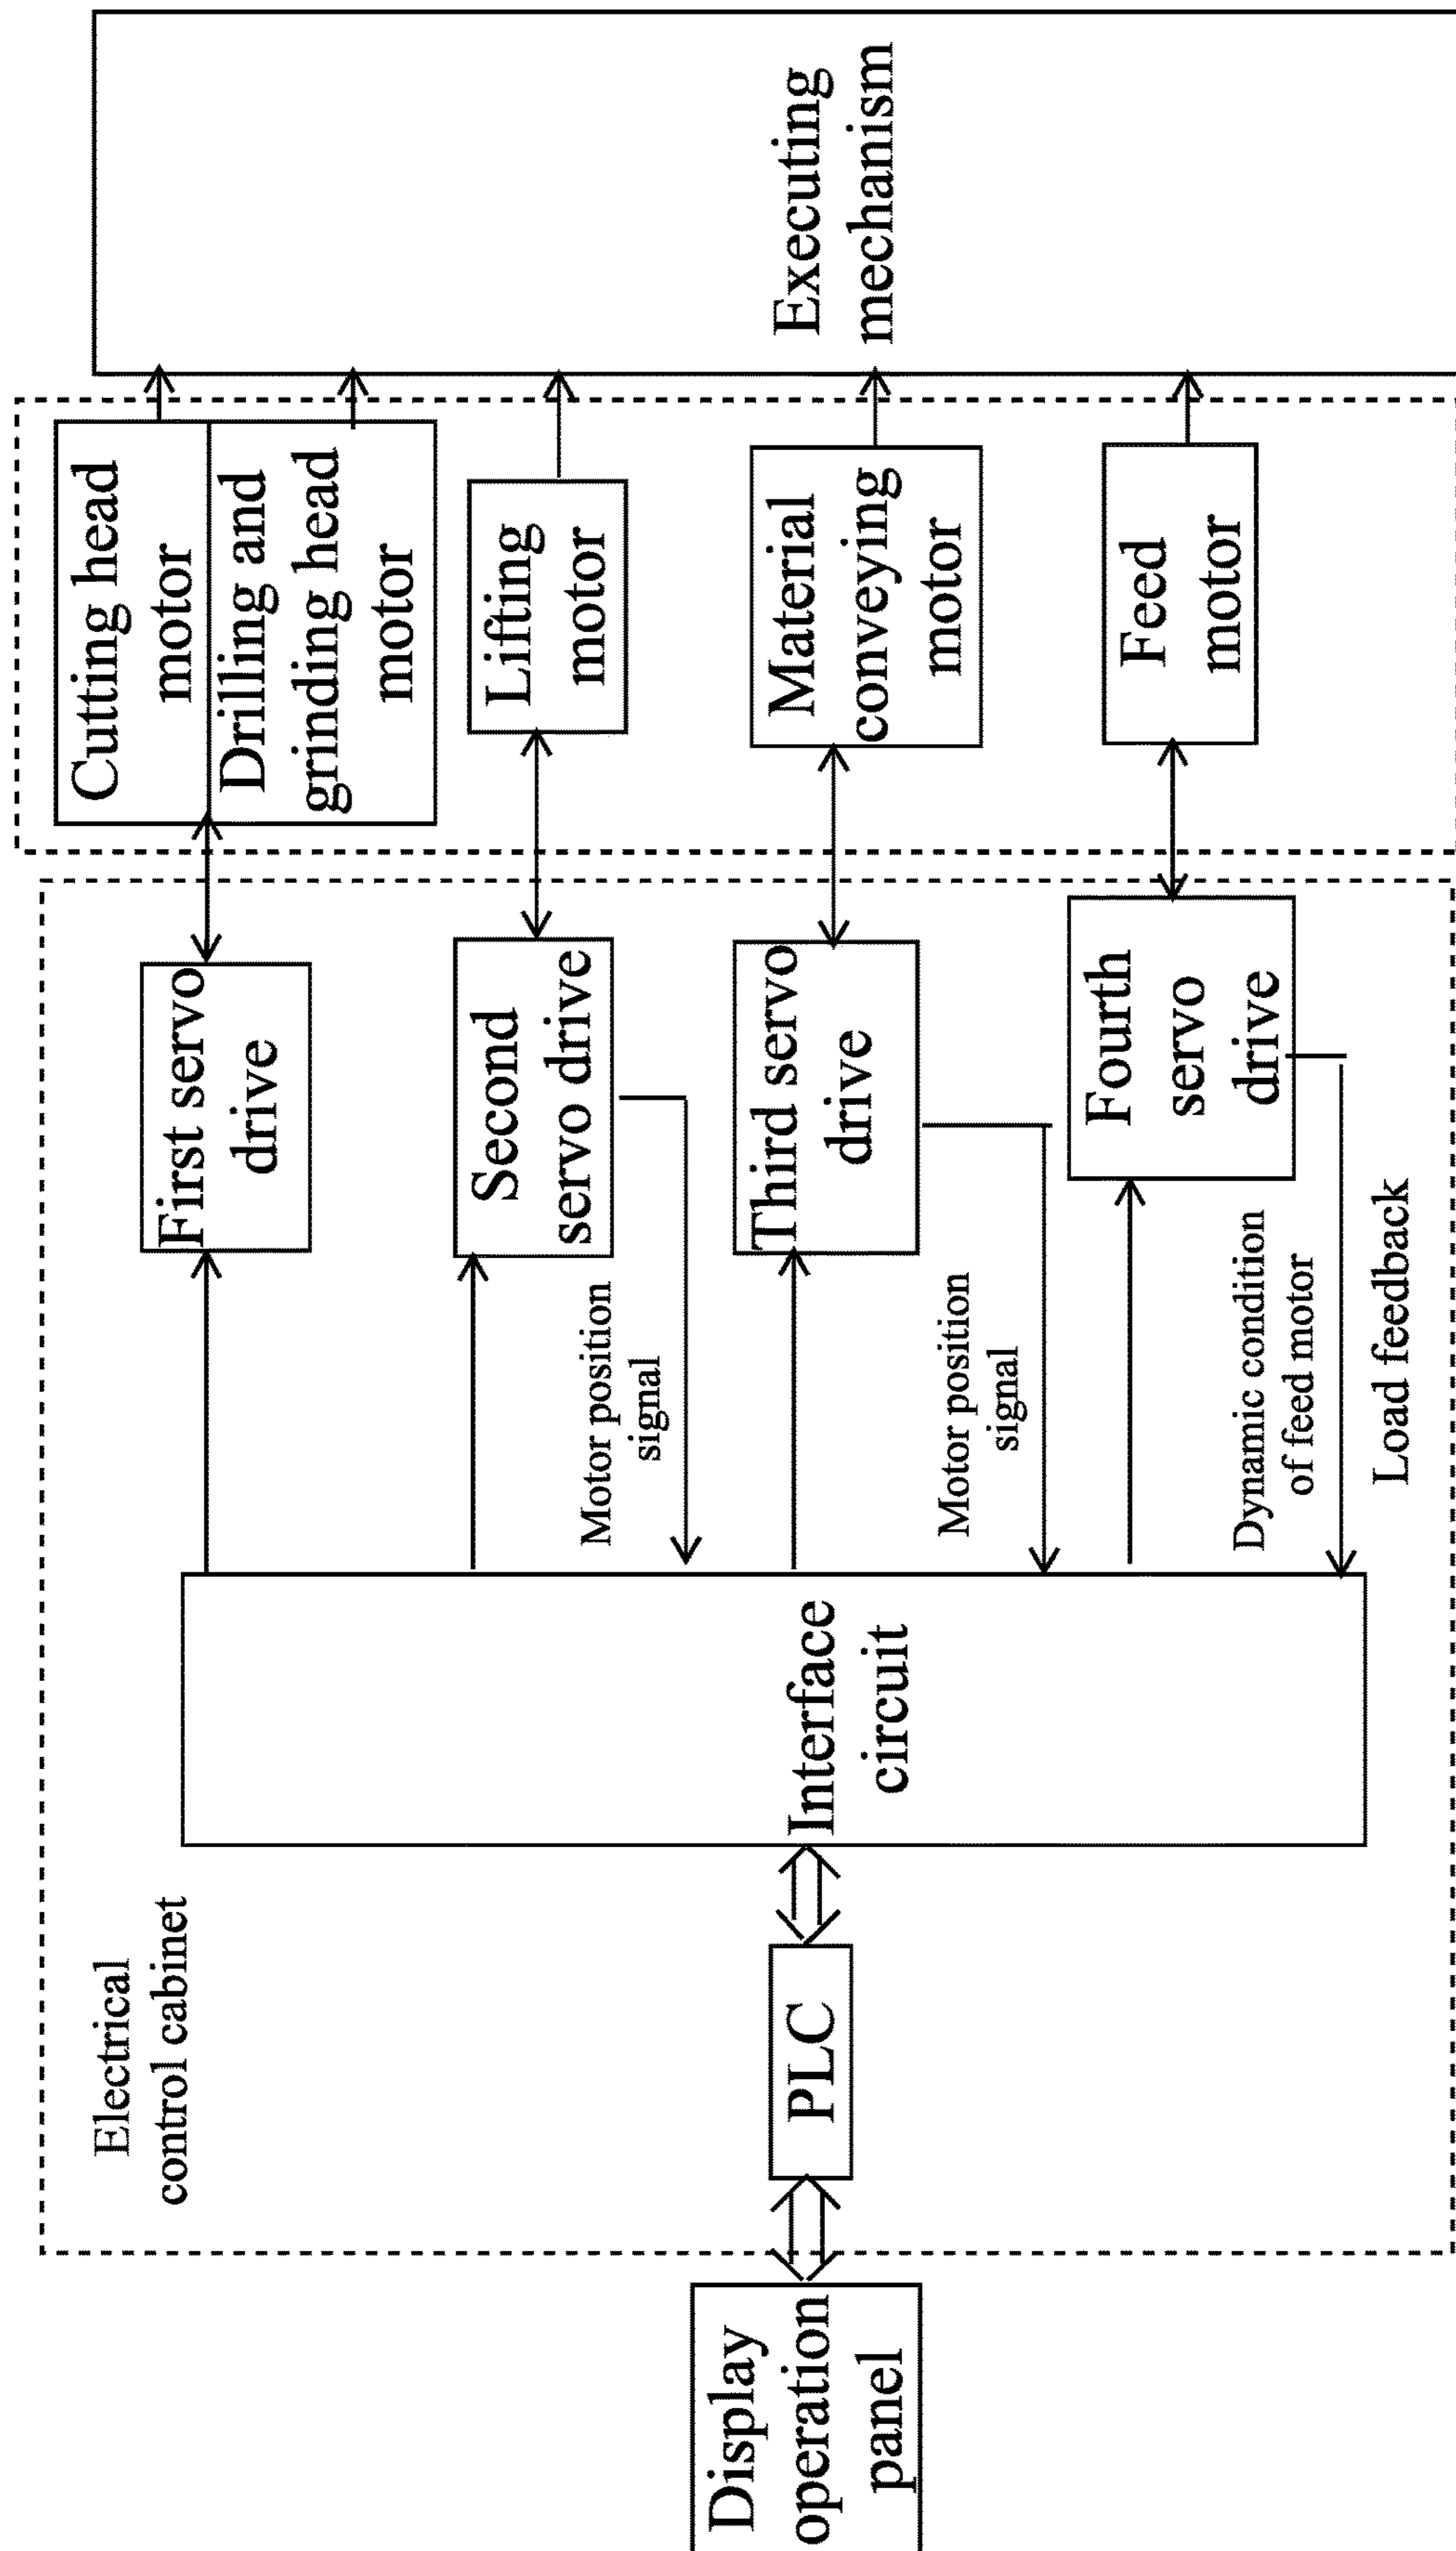 Display
operation
panel
Electrical
control cabinet
PLC
Interface
circuit
First servo
drive
Second
servo drive
Motor position
signal
Third servo
drive
Motor position
signal
Fourth
servo
drive
Dynamic condition
of feed motor
Load feedback
Cutting head
motor
Drilling and
grinding head
motor
Lifting
motor
Material
conveying
motor
Feed
motor
Executing
mechanism